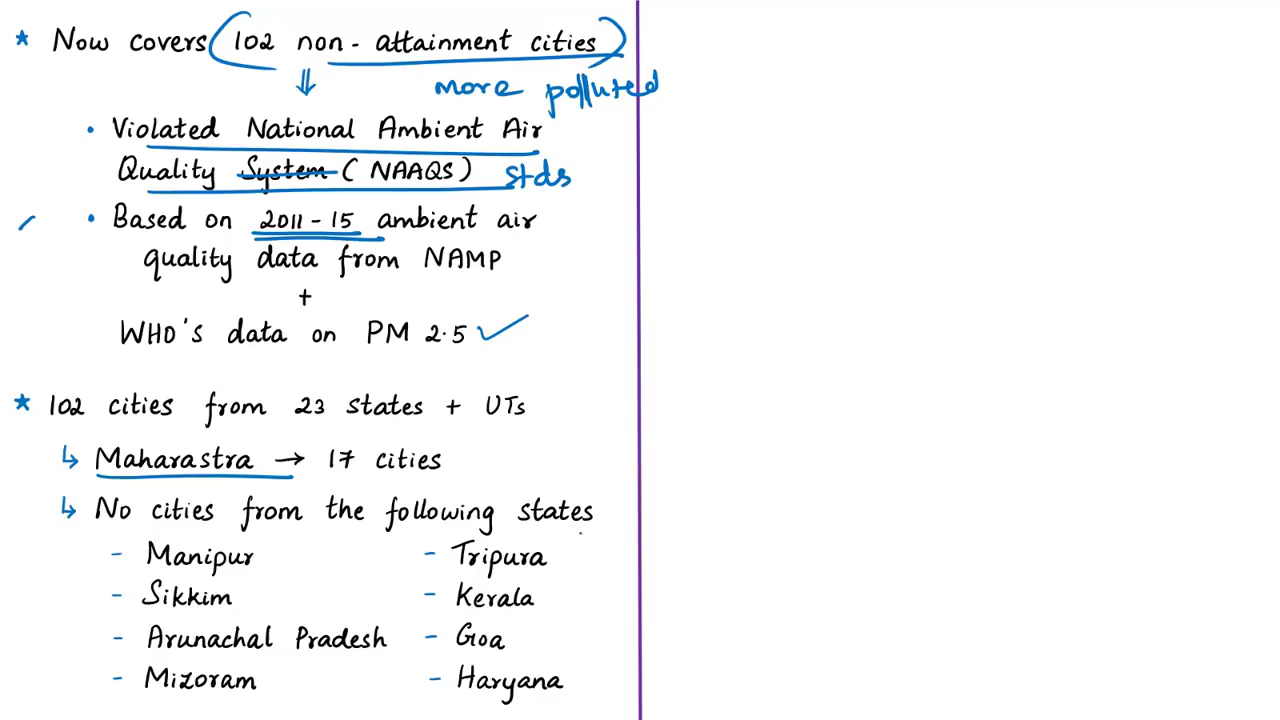 * Now covers (102 non-attainment cities)
⇓ more polluted
• Violated National Ambient Air
Quality System (NAAQS) stds
• Based on 2011-15 ambient air
quality data from NAMP
+
WHO's data on PM 2.5 ✓
* 102 cities from 23 states + UTs
↳ Maharastra → 17 cities
↳ No cities from the following states
- Manipur - Tripura
- Sikkim - Kerala
- Arunachal Pradesh - Goa
- Mizoram - Haryana